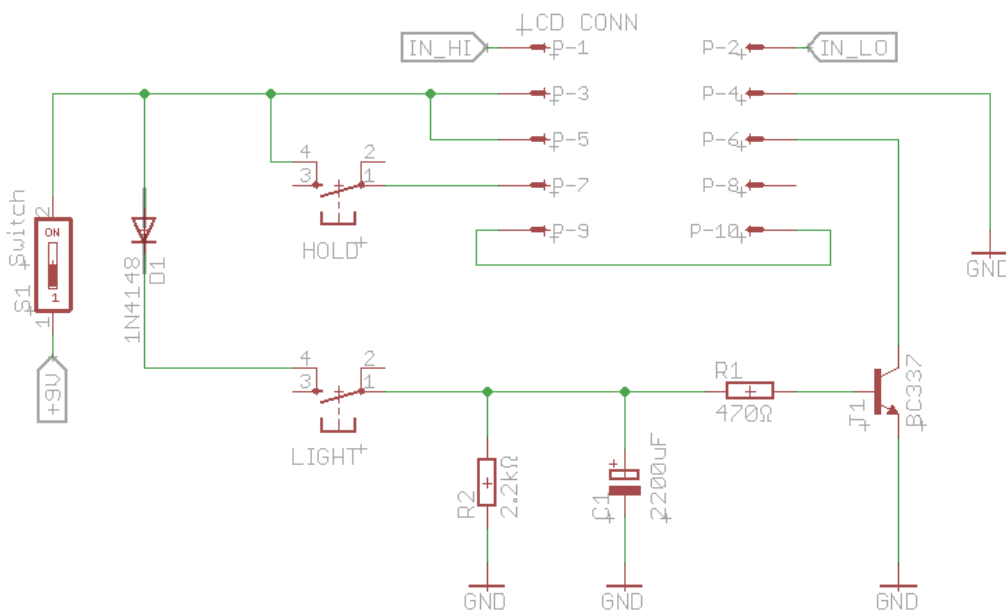 LCD CONN
IN_HI
P-1
P-2
IN_LO
P-3
P-4
P-5
P-6
4
2
3
1
P-7
P-8
HOLD
P-9
P-10
GND
2
Switch
ON
1
S1
1
+9V
1N4148
D1
4
2
3
1
LIGHT
R1
470Ω
J1
BC337
R2
2.2kΩ
C1
2200uF
GND
GND
GND